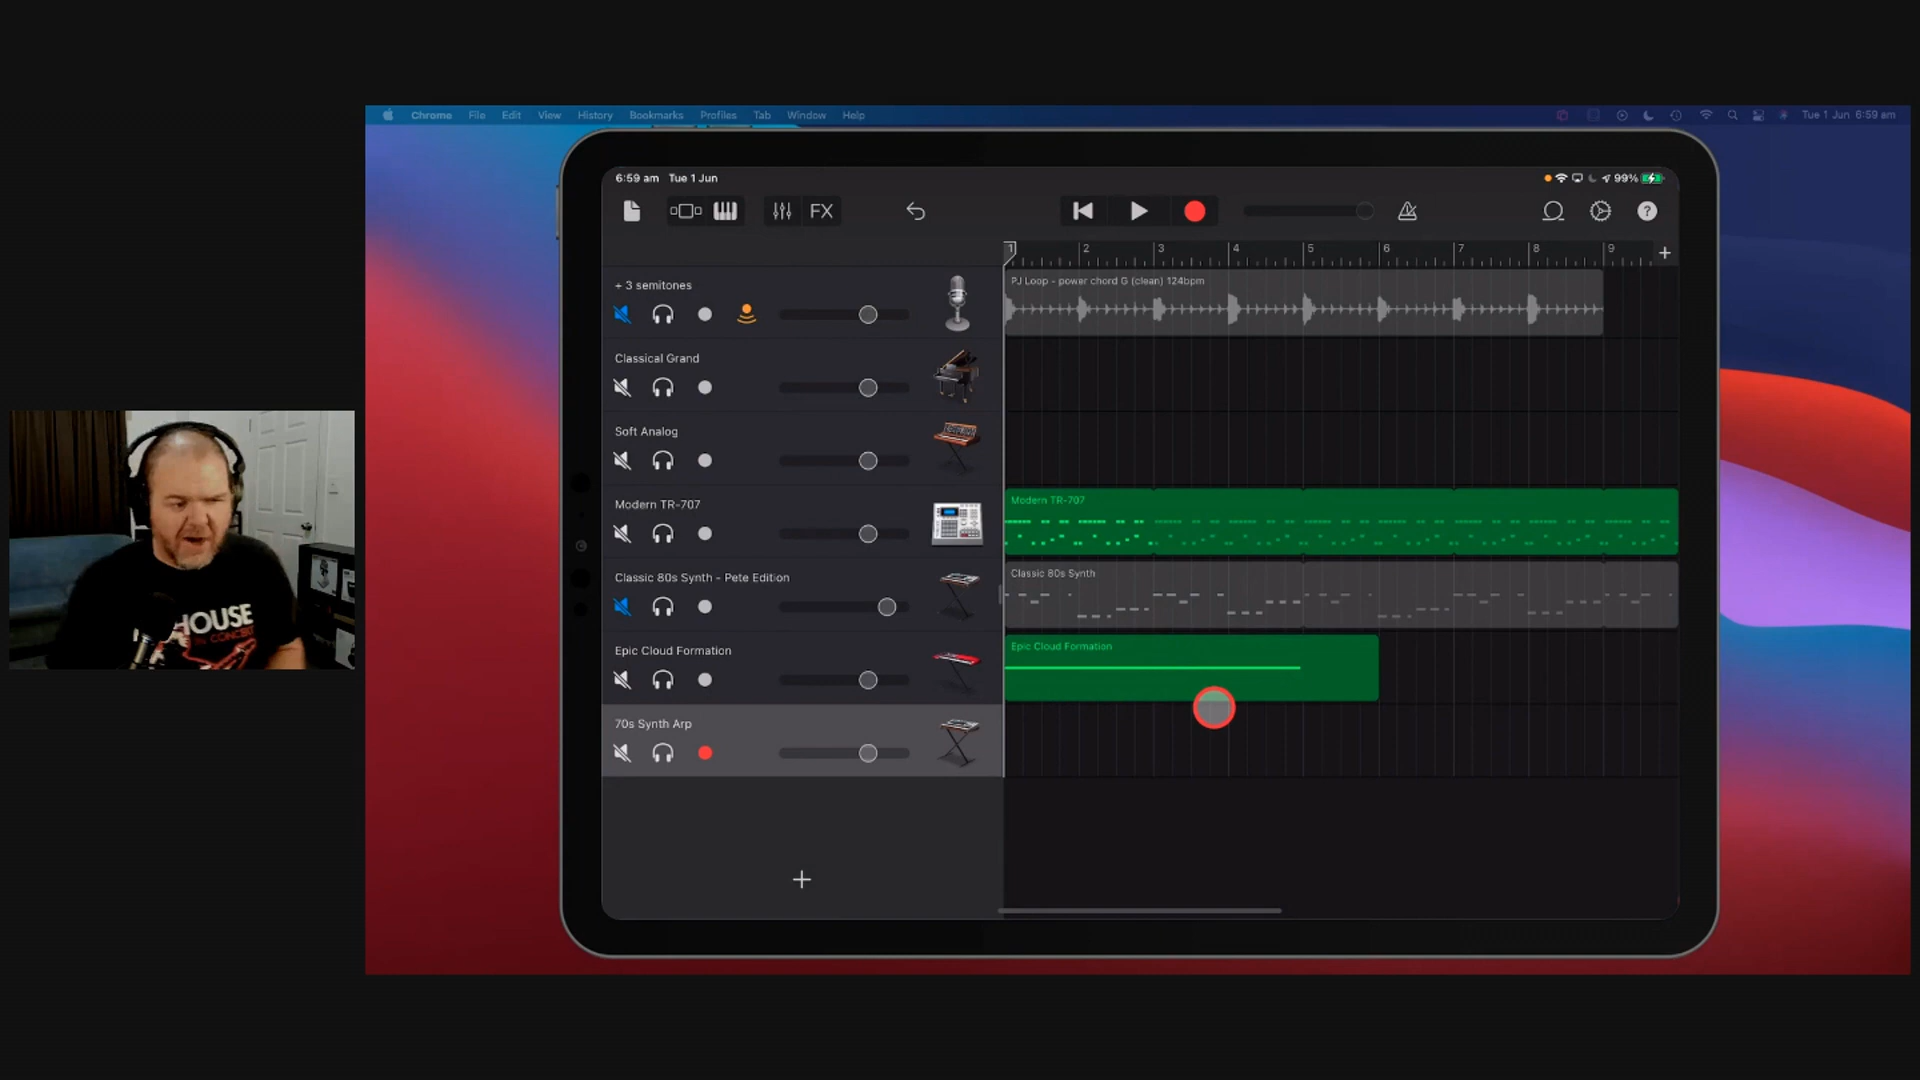 Chrome File Edit View History Bookmarks Profiles Tab Window Help
Tue 1 Jun 6:59 am
6:59 am Tue 1 Jun
99%
FX
?
1 2 3 4 5 6 7 8 9
+ 3 semitones
PJ Loop - power chord G (clean) 124bpm
Classical Grand
Soft Analog
Modern TR-707
Modern TR-707
Classic 80s Synth - Pete Edition
Classic 80s Synth
Epic Cloud Formation
Epic Cloud Formation
70s Synth Arp
HOUSE
IN CONCERT